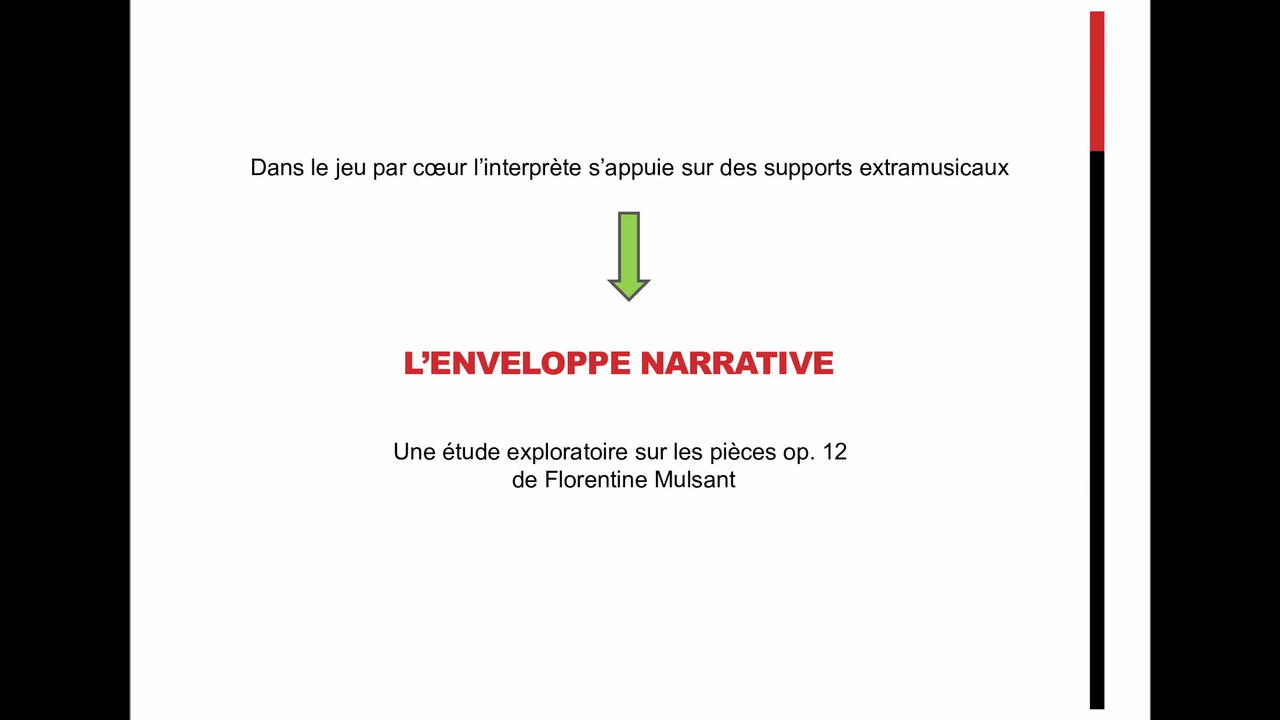 Dans le jeu par cœur l’interprète s’appuie sur des supports extramusicaux
L’ENVELOPPE NARRATIVE
Une étude exploratoire sur les pièces op. 12
de Florentine Mulsant